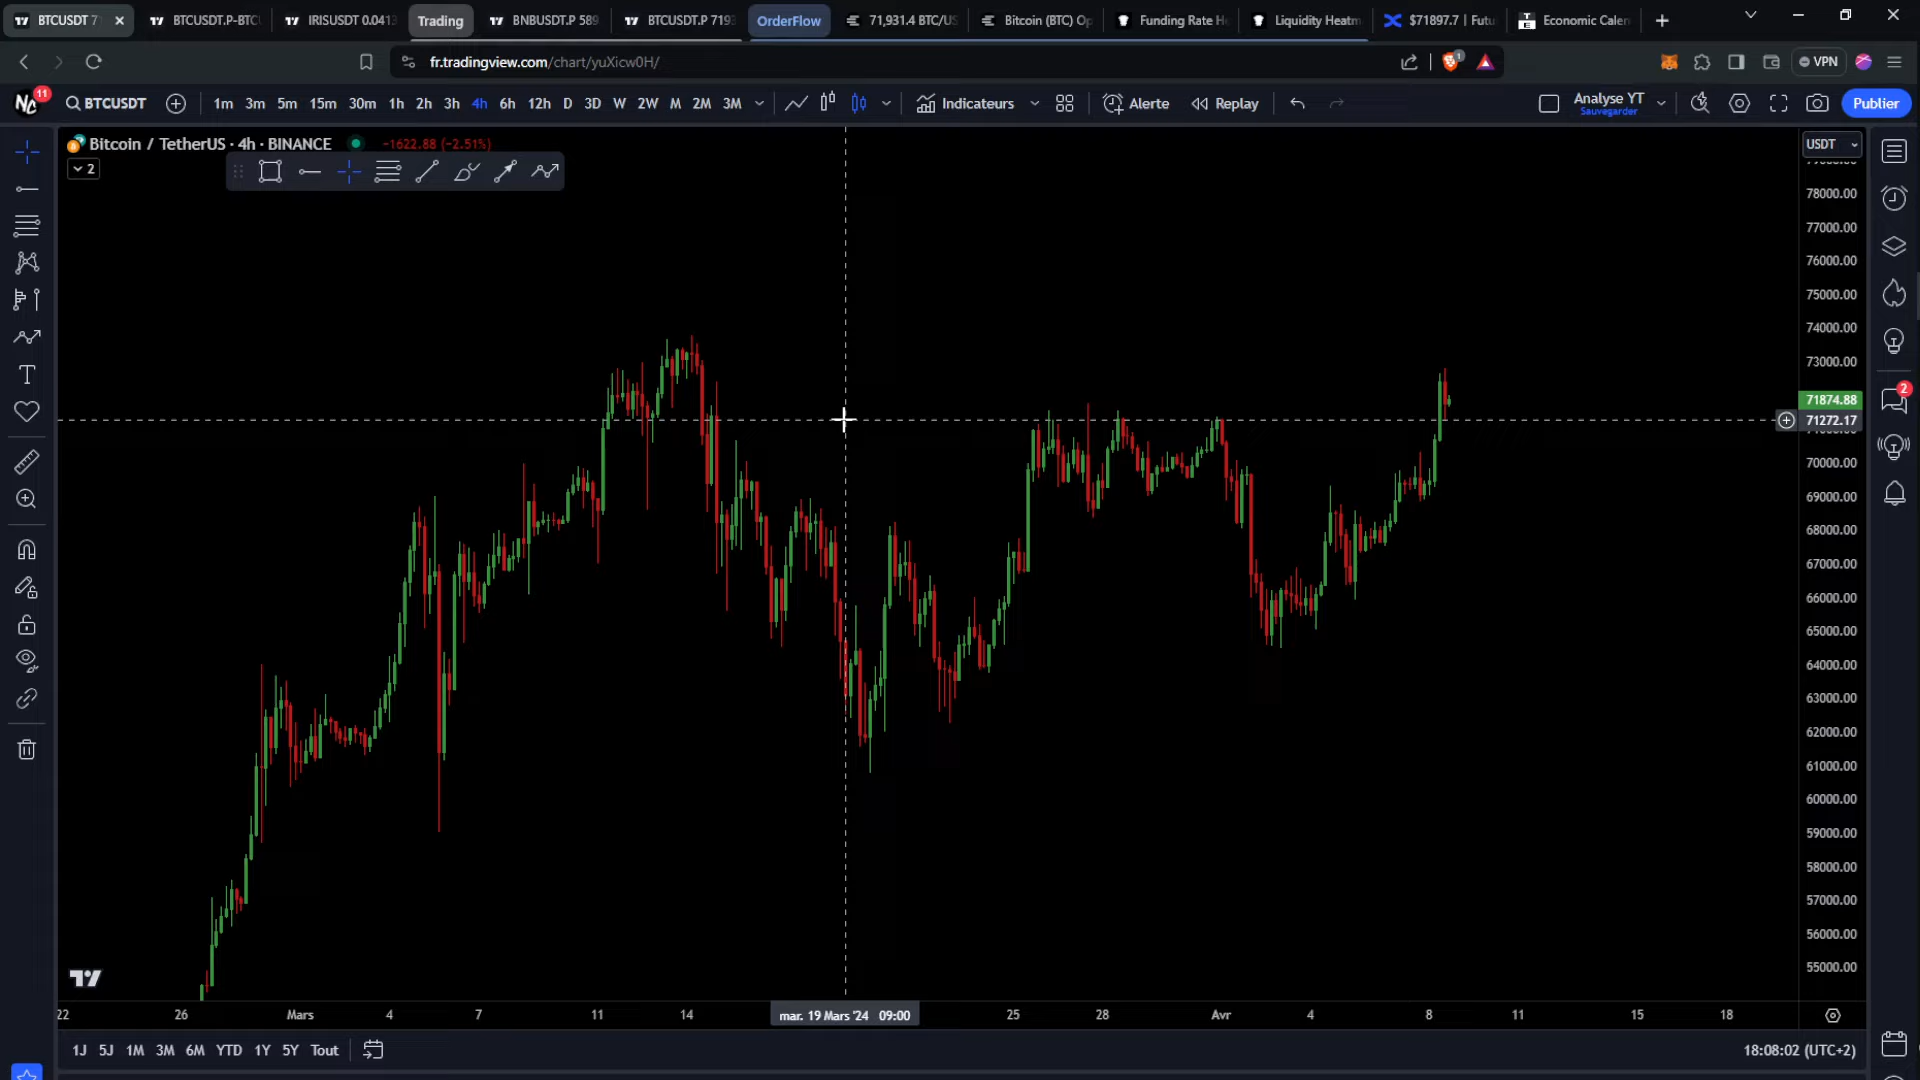 BTCUSDT 7
BTCUSDT.P-BTC
IRISUSDT 0.0413
Trading
BNBUSDT.P 589
BTCUSDT.P 719
OrderFlow
71,931.4 BTC/US
Bitcoin (BTC) Op
Funding Rate H
Liquidity Heatm
$71897.7 | Futu
Economic Calen
fr.tradingview.com/chart/yuXicw0H/
1
VPN
11
BTCUSDT
1m 3m 5m 15m 30m 1h 2h 3h 4h 6h 12h D 3D W 2W M 2M 3M
Indicateurs
Alerte
Replay
Analyse YT
Sauvegarder
Publier
Bitcoin / TetherUS · 4h · BINANCE
−1622.88 (−2.51%)
2
USDT
78000.00
77000.00
76000.00
75000.00
74000.00
73000.00
71874.88
71272.17
70000.00
69000.00
68000.00
67000.00
66000.00
65000.00
64000.00
63000.00
62000.00
61000.00
60000.00
59000.00
58000.00
57000.00
56000.00
55000.00
2
22 26 Mars 4 7 11 14 mar. 19 Mars '24 09:00 25 28 Avr 4 8 11 15 18
1J 5J 1M 3M 6M YTD 1Y 5Y Tout
18:08:02 (UTC+2)